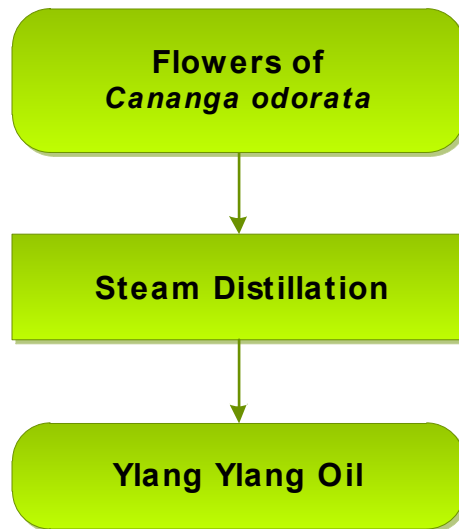 Flowers of
Cananga odorata
Steam Distillation
Ylang Ylang Oil